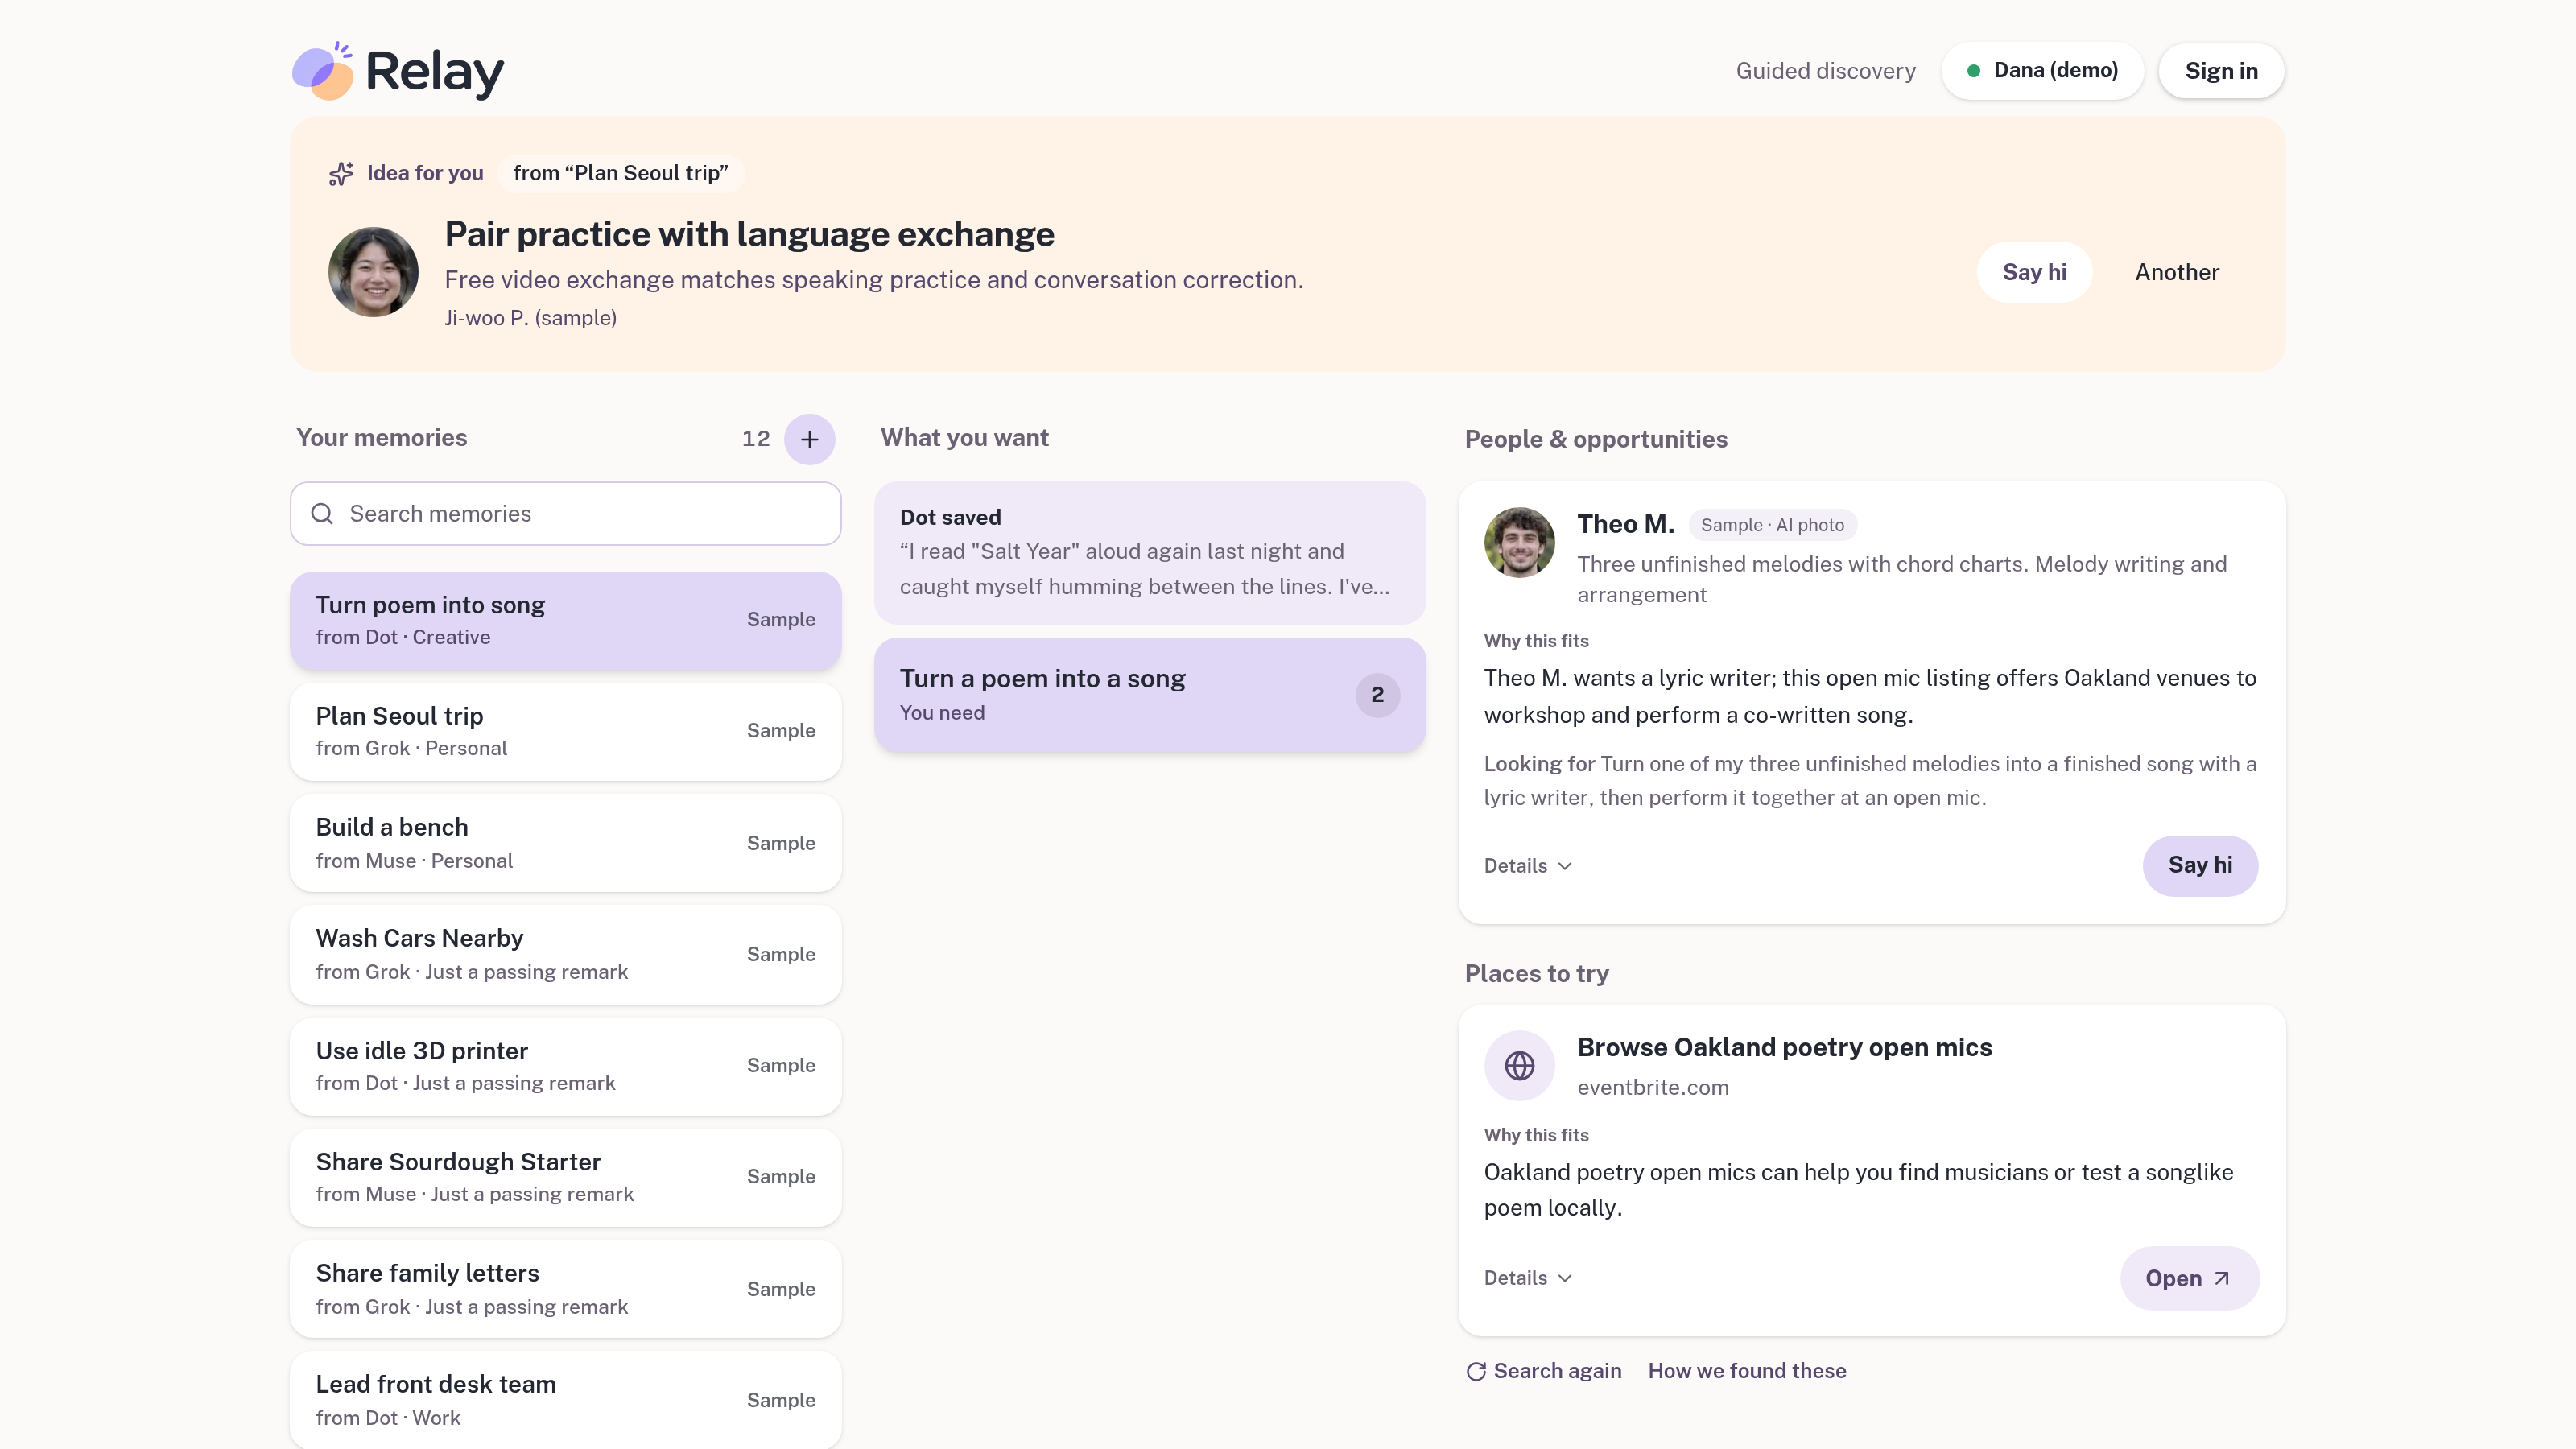 Relay
Guided discovery
Dana (demo)
Sign in
Idea for you
from “Plan Seoul trip”
Pair practice with language exchange
Free video exchange matches speaking practice and conversation correction.
Ji-woo P. (sample)
Say hi
Another
Your memories
12
Search memories
Turn poem into song
from Dot · Creative
Sample
Plan Seoul trip
from Grok · Personal
Sample
Build a bench
from Muse · Personal
Sample
Wash Cars Nearby
from Grok · Just a passing remark
Sample
Use idle 3D printer
from Dot · Just a passing remark
Sample
Share Sourdough Starter
from Muse · Just a passing remark
Sample
Share family letters
from Grok · Just a passing remark
Sample
Lead front desk team
from Dot · Work
Sample
What you want
Dot saved
“I read "Salt Year" aloud again last night and
caught myself humming between the lines. I've...
Turn a poem into a song
You need
2
People & opportunities
Theo M.
Sample · AI photo
Three unfinished melodies with chord charts. Melody writing and
arrangement
Why this fits
Theo M. wants a lyric writer; this open mic listing offers Oakland venues to
workshop and perform a co-written song.
Looking for Turn one of my three unfinished melodies into a finished song with a
lyric writer, then perform it together at an open mic.
Details
Say hi
Places to try
Browse Oakland poetry open mics
eventbrite.com
Why this fits
Oakland poetry open mics can help you find musicians or test a songlike
poem locally.
Details
Open
Search again
How we found these